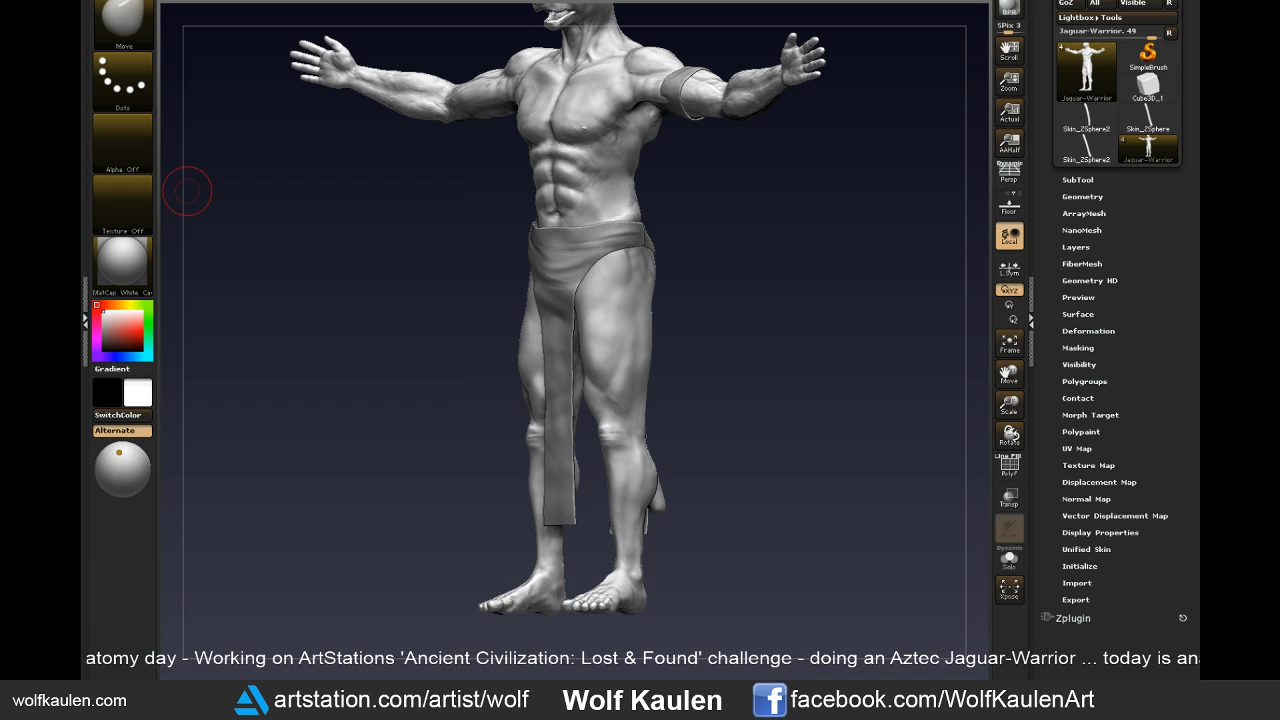 Move
Dots
Alpha Off
Texture Off
MatCap White Ca
Gradient
SwitchColor
Alternate
BPR
SPix 3
Scroll
Zoom
Actual
AAHalf
Dynamic
Persp
Floor
Local
L.Sym
XYZ
Frame
Move
Scale
Rotate
Line Fill
PolyF
Transp
Dynamic
Solo
Xpose
GoZ All Visible R
Lightbox▸Tools
Jaguar-Warrior. 49 R
4
Jaguar-Warrior
SimpleBrush
Cube3D_1
Skin_ZSphere2 Skin_ZSphere
Skin_ZSphere2
4
Jaguar-Warrior
SubTool
Geometry
ArrayMesh
NanoMesh
Layers
FiberMesh
Geometry HD
Preview
Surface
Deformation
Masking
Visibility
Polygroups
Contact
Morph Target
Polypaint
UV Map
Texture Map
Displacement Map
Normal Map
Vector Displacement Map
Display Properties
Unified Skin
Initialize
Import
Export
Zplugin
atomy day - Working on ArtStations 'Ancient Civilization: Lost & Found' challenge - doing an Aztec Jaguar-Warrior ... today is an
wolfkaulen.com artstation.com/artist/wolf Wolf Kaulen facebook.com/WolfKaulenArt